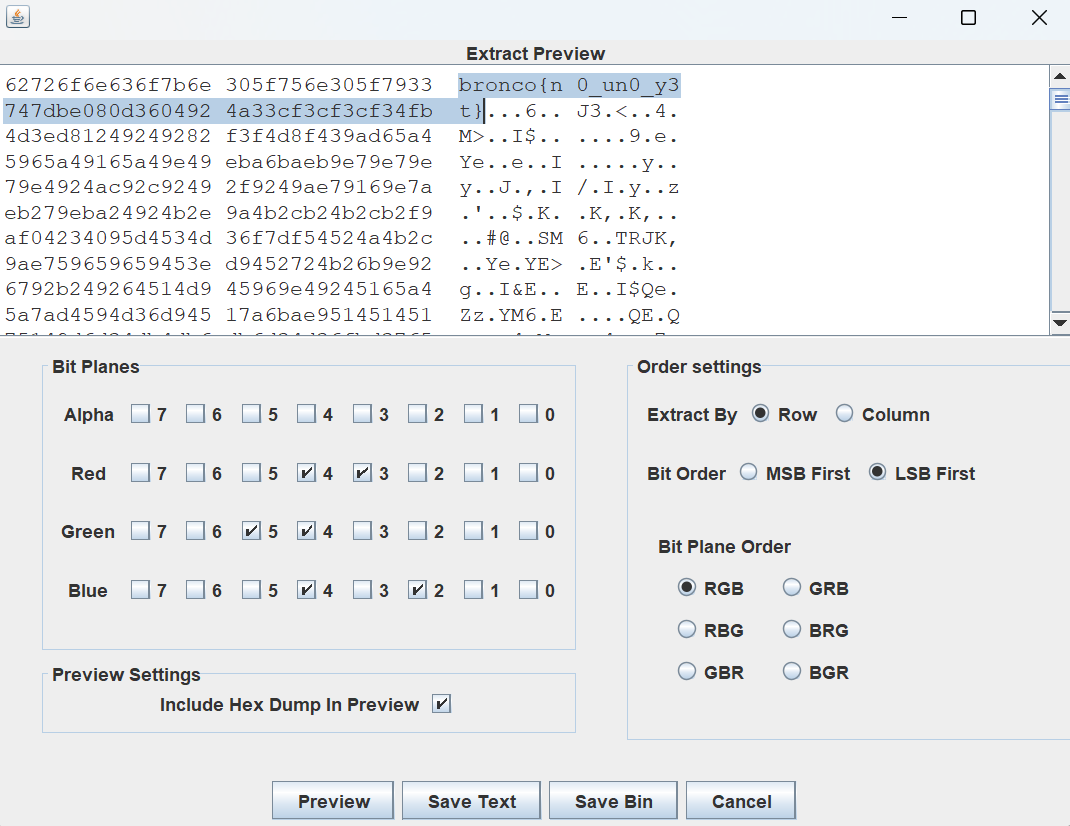 Extract Preview
62726f6e636f7b6e 305f756e305f7933 bronco{n 0_un0_y3
747dbe080d360492 4a33cf3cf3cf34fb t}...6.. J3.<..4.
4d3ed81249249282 f3f4d8f439ad65a4 M>..I$.. ....9.e.
5965a49165a49e49 eba6baeb9e79e79e Ye..e..I .....y..
79e4924ac92c9249 2f9249ae79169e7a y..J.,.I /.I.y..z
eb279eba24924b2e 9a4b2cb24b2cb2f9 .'..$.K. .K,.K,..
af04234095d4534d 36f7df54524a4b2c ..#@..SM 6..TRJK,
9ae759659659453e d9452724b26b9e92 ..Ye.YE> .E'$.k..
6792b249264514d9 45969e49245165a4 g..I&E.. E..I$Qe.
5a7ad4594d36d945 17a6bae951451451 Zz.YM6.E ....QE.Q
Bit Planes
Alpha 7 6 5 4 3 2 1 0
Red 7 6 5 4 3 2 1 0
Green 7 6 5 4 3 2 1 0
Blue 7 6 5 4 3 2 1 0
Preview Settings
Include Hex Dump In Preview
Order settings
Extract By Row Column
Bit Order MSB First LSB First
Bit Plane Order
RGB GRB
RBG BRG
GBR BGR
Preview Save Text Save Bin Cancel